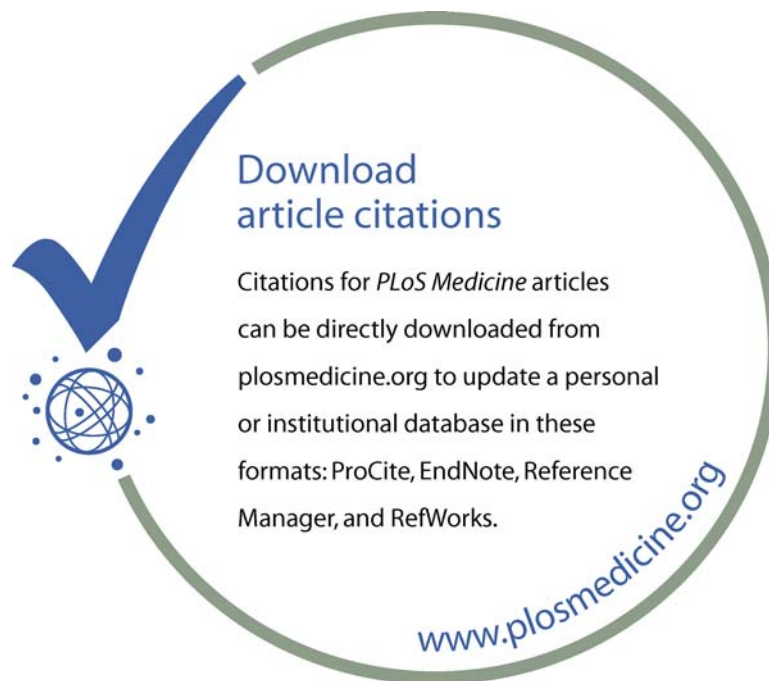 Download
article citations
Citations for PLoS Medicine articles
can be directly downloaded from
plosmedicine.org to update a personal
or institutional database in these
formats: ProCite, EndNote, Reference
Manager, and RefWorks.
www.plosmedicine.org